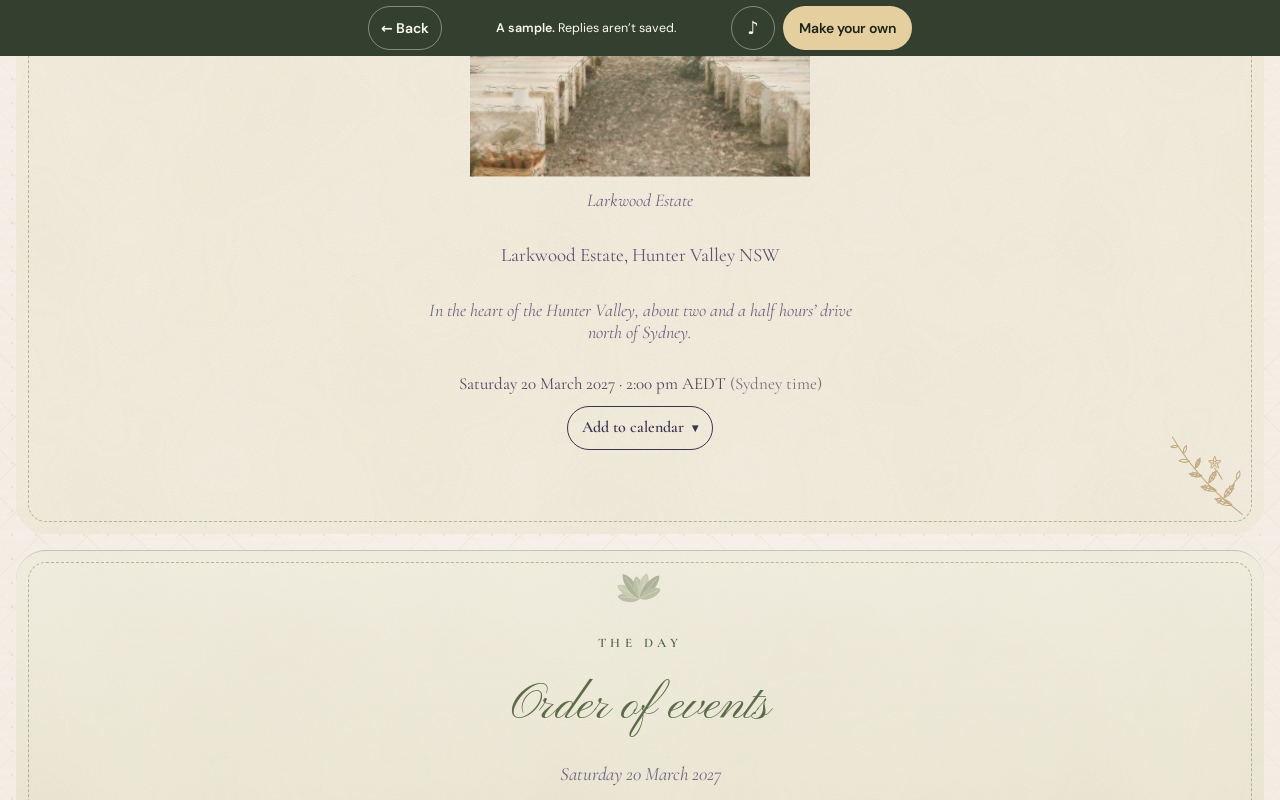 ← Back
A sample. Replies aren’t saved.
♪
Make your own
Larkwood Estate
Larkwood Estate, Hunter Valley NSW
In the heart of the Hunter Valley, about two and a half hours’ drive
north of Sydney.
Saturday 20 March 2027 · 2:00 pm AEDT (Sydney time)
Add to calendar ▾
THE DAY
Order of events
Saturday 20 March 2027